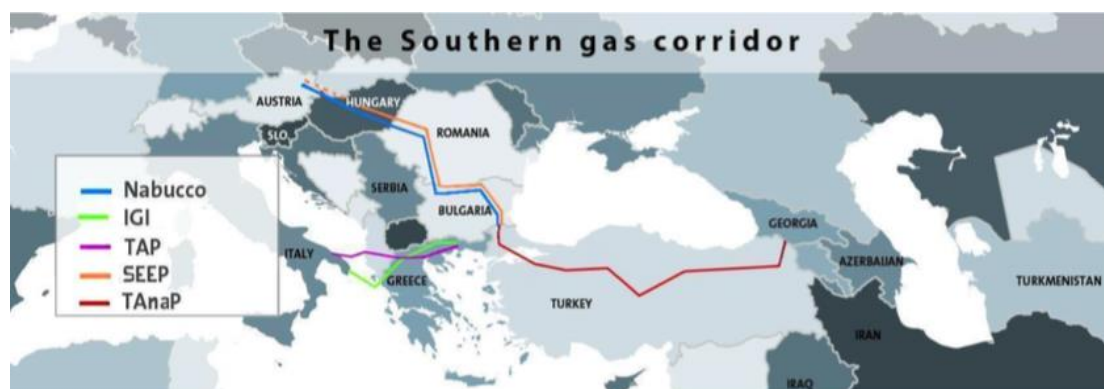 The Southern gas corridor
AUSTRIA
HUNGARY
SLO.
ROMANIA
SERBIA
BULGARIA
ITALY
GREECE
TURKEY
GEORGIA
AZERBAIJAN
TURKMENISTAN
IRAN
IRAQ
Nabucco
IGI
TAP
SEEP
TAnaP